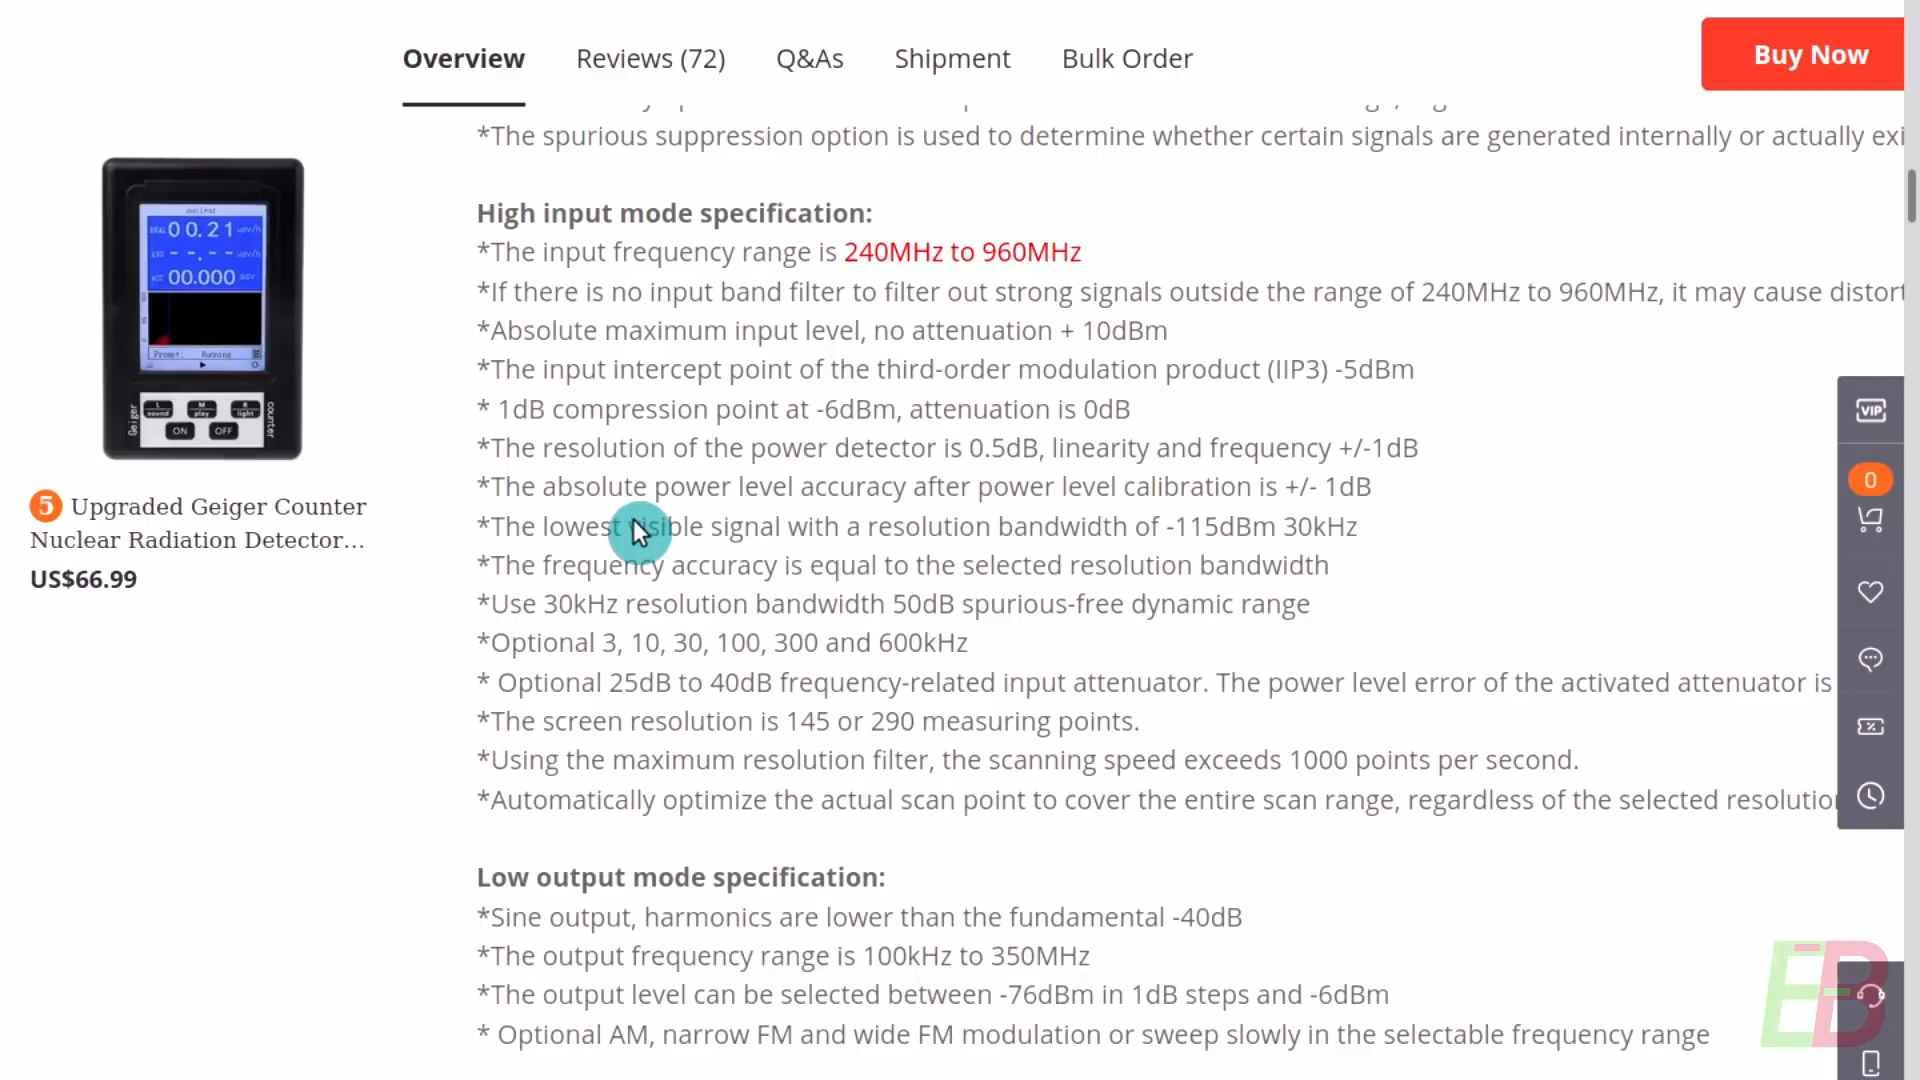 Overview Reviews (72) Q&As Shipment Bulk Order Buy Now
*The spurious suppression option is used to determine whether certain signals are generated internally or actually exi
High input mode specification:
*The input frequency range is 240MHz to 960MHz
*If there is no input band filter to filter out strong signals outside the range of 240MHz to 960MHz, it may cause distort
*Absolute maximum input level, no attenuation + 10dBm
*The input intercept point of the third-order modulation product (IIP3) -5dBm
* 1dB compression point at -6dBm, attenuation is 0dB
*The resolution of the power detector is 0.5dB, linearity and frequency +/-1dB
*The absolute power level accuracy after power level calibration is +/- 1dB
*The lowest visible signal with a resolution bandwidth of -115dBm 30kHz
*The frequency accuracy is equal to the selected resolution bandwidth
*Use 30kHz resolution bandwidth 50dB spurious-free dynamic range
*Optional 3, 10, 30, 100, 300 and 600kHz
* Optional 25dB to 40dB frequency-related input attenuator. The power level error of the activated attenuator is
*The screen resolution is 145 or 290 measuring points.
*Using the maximum resolution filter, the scanning speed exceeds 1000 points per second.
*Automatically optimize the actual scan point to cover the entire scan range, regardless of the selected resolution
Low output mode specification:
*Sine output, harmonics are lower than the fundamental -40dB
*The output frequency range is 100kHz to 350MHz
*The output level can be selected between -76dBm in 1dB steps and -6dBm
* Optional AM, narrow FM and wide FM modulation or sweep slowly in the selectable frequency range
00.21
00.000
Prompt: Running
L sound M play R light
ON OFF
Geiger
counter
5 Upgraded Geiger Counter
Nuclear Radiation Detector...
US$66.99
VIP
0
EB